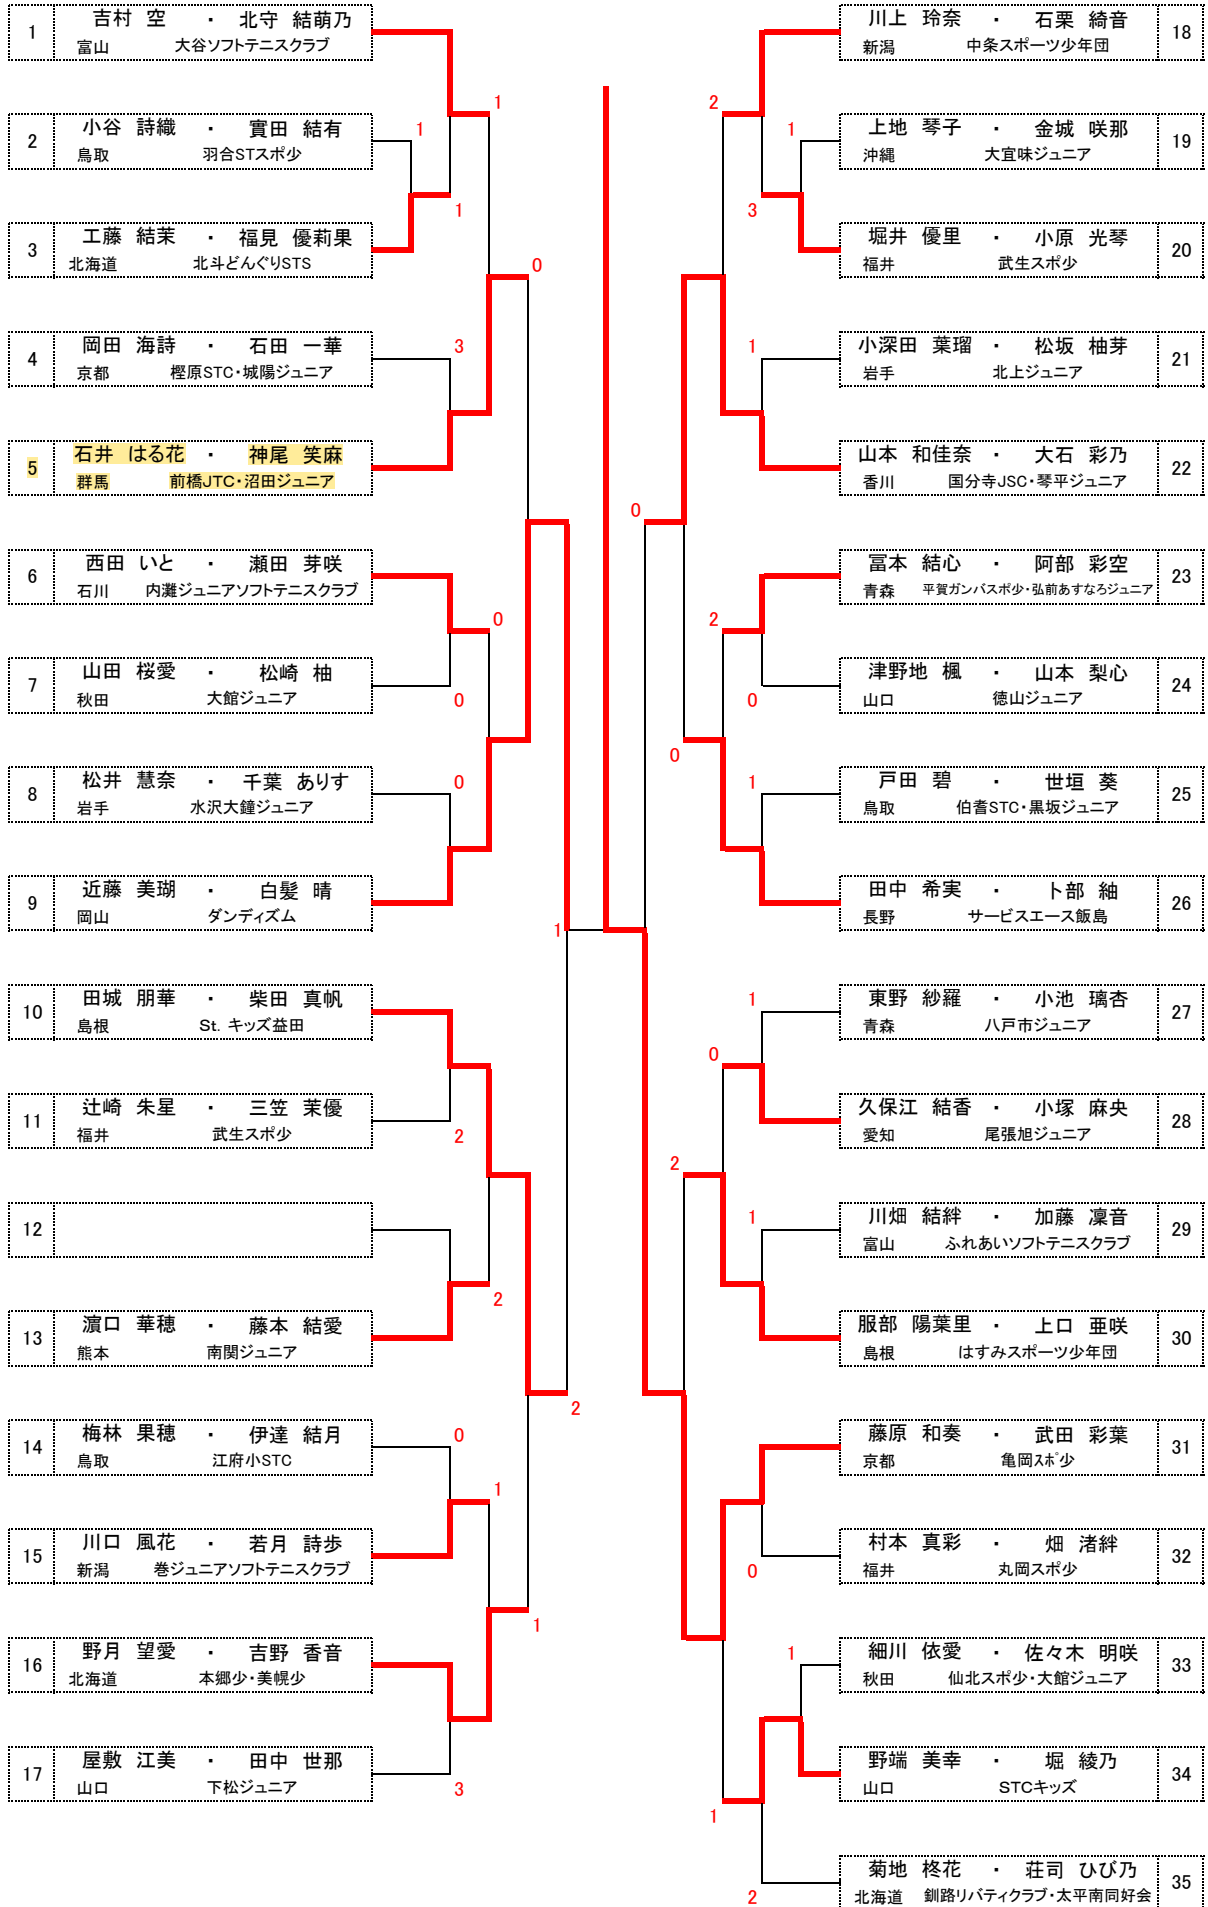 1 吉村 空 ・ 北守 結萌乃
富山 大谷ソフトテニスクラブ
2 小谷 詩織 ・ 實田 結有
鳥取 羽合STスポ少
3 工藤 結茉 ・ 福見 優莉果
北海道 北斗どんぐりSTS
4 岡田 海詩 ・ 石田 一華
京都 樫原STC・城陽ジュニア
5 石井 はる花 ・ 神尾 笑麻
群馬 前橋JTC・沼田ジュニア
6 西田 いと ・ 瀬田 芽咲
石川 内灘ジュニアソフトテニスクラブ
7 山田 桜愛 ・ 松崎 柚
秋田 大館ジュニア
8 松井 慧奈 ・ 千葉 ありす
岩手 水沢大鐘ジュニア
9 近藤 美瑚 ・ 白髪 晴
岡山 ダンディズム
10 田城 朋華 ・ 柴田 真帆
島根 St. キッズ益田
11 辻崎 朱星 ・ 三笠 茉優
福井 武生スポ少
12
13 濵口 華穂 ・ 藤本 結愛
熊本 南関ジュニア
14 梅林 果穂 ・ 伊達 結月
鳥取 江府小STC
15 川口 風花 ・ 若月 詩歩
新潟 巻ジュニアソフトテニスクラブ
16 野月 望愛 ・ 吉野 香音
北海道 本郷少・美幌少
17 屋敷 江美 ・ 田中 世那
山口 下松ジュニア
1
1
1
0
3
0
0
0
1
2
2
2
0
1
1
3
2
1
3
1
0
2
0
0
1
1
0
2
1
0
1
1
2
川上 玲奈 ・ 石栗 綺音 18
新潟 中条スポーツ少年団
上地 琴子 ・ 金城 咲那 19
沖縄 大宜味ジュニア
堀井 優里 ・ 小原 光琴 20
福井 武生スポ少
小深田 葉瑠 ・ 松坂 柚芽 21
岩手 北上ジュニア
山本 和佳奈 ・ 大石 彩乃 22
香川 国分寺JSC・琴平ジュニア
冨本 結心 ・ 阿部 彩空 23
青森 平賀ガンバスポ少・弘前あすなろジュニア
津野地 楓 ・ 山本 梨心 24
山口 徳山ジュニア
戸田 碧 ・ 世垣 葵 25
鳥取 伯耆STC・黒坂ジュニア
田中 希実 ・ 卜部 紬 26
長野 サービスエース飯島
東野 紗羅 ・ 小池 璃杏 27
青森 八戸市ジュニア
久保江 結香 ・ 小塚 麻央 28
愛知 尾張旭ジュニア
川畑 結絆 ・ 加藤 凜音 29
富山 ふれあいソフトテニスクラブ
服部 陽葉里 ・ 上口 亜咲 30
島根 はすみスポーツ少年団
藤原 和奏 ・ 武田 彩葉 31
京都 亀岡スポ少
村本 真彩 ・ 畑 渚絆 32
福井 丸岡スポ少
細川 依愛 ・ 佐々木 明咲 33
秋田 仙北スポ少・大館ジュニア
野端 美幸 ・ 堀 綾乃 34
山口 STCキッズ
菊地 柊花 ・ 荘司 ひび乃 35
北海道 釧路リバティクラブ・太平南同好会